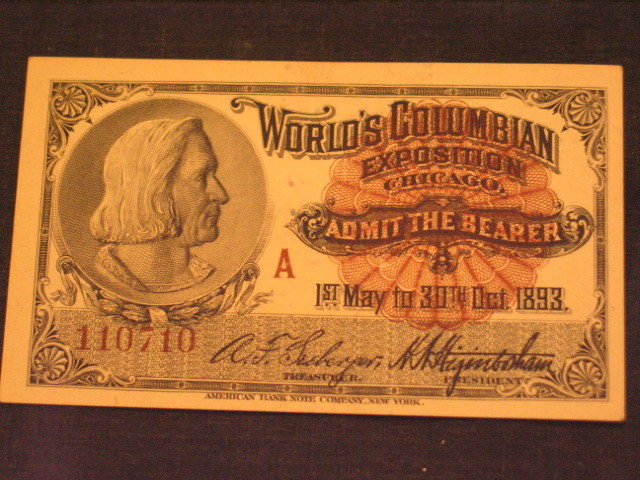 WORLD'S COLUMBIAN
EXPOSITION
CHICAGO,
ADMIT THE BEARER
A
1ST May to 30TH Oct. 1893.
110710
A. F. Seeberger, H. N. Higinbotham
TREASURER. PRESIDENT.
AMERICAN BANK NOTE COMPANY, NEW YORK.